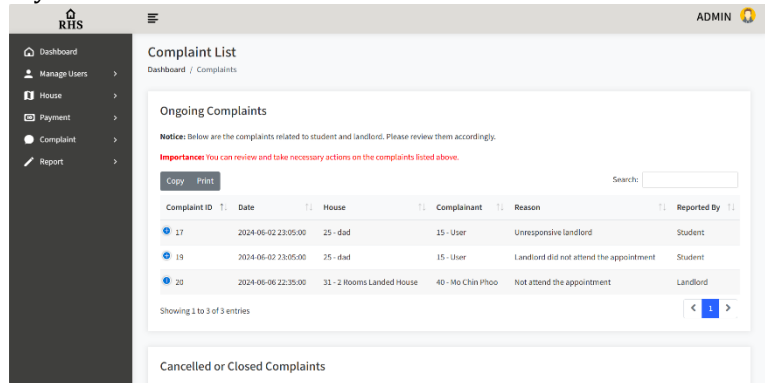 RHS
ADMIN
Dashboard
Manage Users
House
Payment
Complaint
Report
Complaint List
Dashboard / Complaints
Ongoing Complaints
Notice: Below are the complaints related to student and landlord. Please review them accordingly.
Importance: You can review and take necessary actions on the complaints listed above.
Copy Print
Search:
Complaint ID Date House Complainant Reason Reported By
17 2024-06-02 23:05:00 25 - dad 15 - User Unresponsive landlord Student
19 2024-06-02 23:05:00 25 - dad 15 - User Landlord did not attend the appointment Student
20 2024-06-06 22:35:00 31 - 2 Rooms Landed House 40 - Mo Chin Phoo Not attend the appointment Landlord
Showing 1 to 3 of 3 entries
1
Cancelled or Closed Complaints